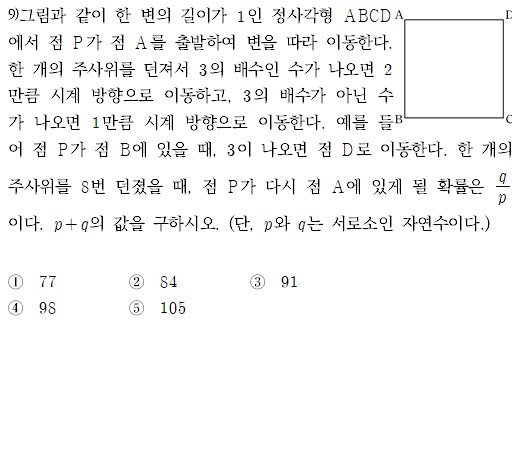 9)그림과 같이 한 변의 길이가 1인 정사각형 ABCD
에서 점 P가 점 A를 출발하여 변을 따라 이동한다.
한 개의 주사위를 던져서 3의 배수인 수가 나오면 2
만큼 시계 방향으로 이동하고, 3의 배수가 아닌 수
가 나오면 1만큼 시계 방향으로 이동한다. 예를 들
어 점 P가 점 B에 있을 때, 3이 나오면 점 D로 이동한다. 한 개의
주사위를 8번 던졌을 때, 점 P가 다시 점 A에 있게 될 확률은 q/p
이다. p+q의 값을 구하시오. (단, p와 q는 서로소인 자연수이다.)
A D
B C
① 77 ② 84 ③ 91
④ 98 ⑤ 105